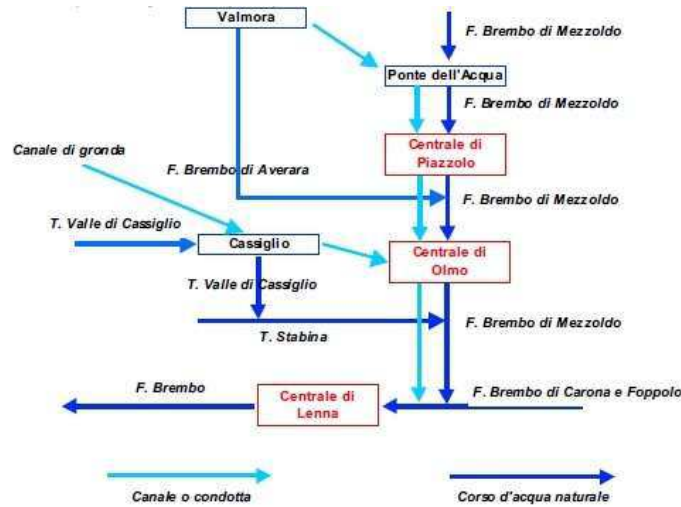 Valmora
F. Brembo di Mezzoldo
Ponte dell'Acqua
F. Brembo di Mezzoldo
Centrale di
Piazzolo
Canale di gronda
F. Brembo di Averara
F. Brembo di Mezzoldo
T. Valle di Cassiglio
Cassiglio
Centrale di
Olmo
T. Valle di Cassiglio
T. Stabina
F. Brembo di Mezzoldo
F. Brembo
Centrale di
Lenna
F. Brembo di Carona e Foppolo
Canale o condotta
Corso d'acqua naturale